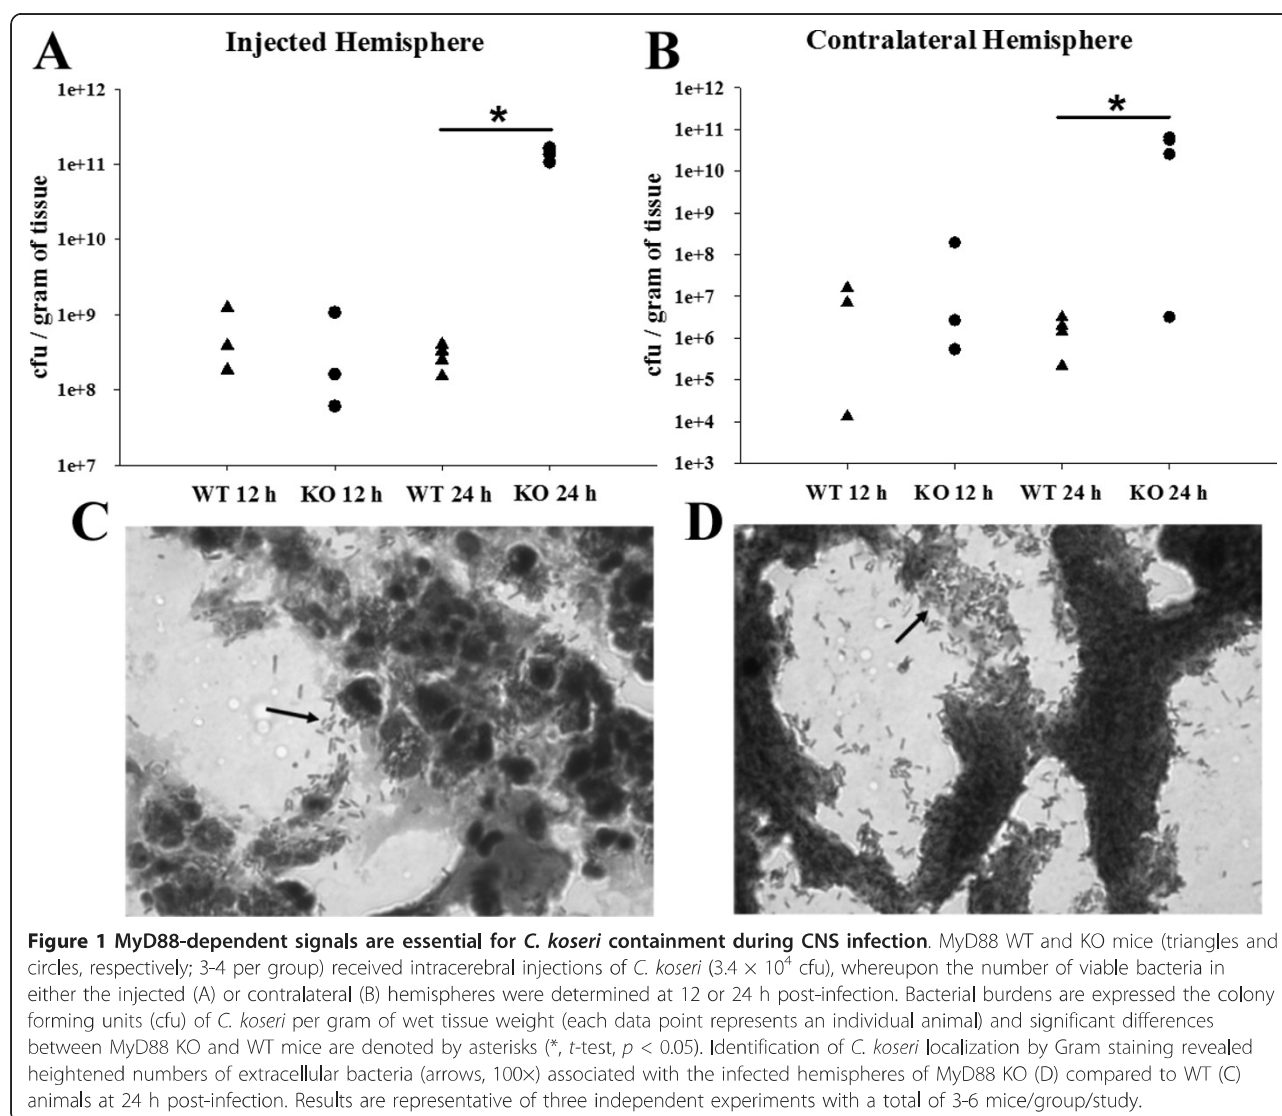 A
Injected Hemisphere
1e+12
1e+11
1e+10
1e+9
1e+8
1e+7
cfu / gram of tissue
*
WT 12 h KO 12 h WT 24 h KO 24 h
B
Contralateral Hemisphere
1e+12
1e+11
1e+10
1e+9
1e+8
1e+7
1e+6
1e+5
1e+4
1e+3
cfu / gram of tissue
*
WT 12 h KO 12 h WT 24 h KO 24 h
C
D
Figure 1 MyD88-dependent signals are essential for C. koseri containment during CNS infection. MyD88 WT and KO mice (triangles and
circles, respectively; 3-4 per group) received intracerebral injections of C. koseri (3.4 × 10⁴ cfu), whereupon the number of viable bacteria in
either the injected (A) or contralateral (B) hemispheres were determined at 12 or 24 h post-infection. Bacterial burdens are expressed the colony
forming units (cfu) of C. koseri per gram of wet tissue weight (each data point represents an individual animal) and significant differences
between MyD88 KO and WT mice are denoted by asterisks (*, t-test, p < 0.05). Identification of C. koseri localization by Gram staining revealed
heightened numbers of extracellular bacteria (arrows, 100×) associated with the infected hemispheres of MyD88 KO (D) compared to WT (C)
animals at 24 h post-infection. Results are representative of three independent experiments with a total of 3-6 mice/group/study.